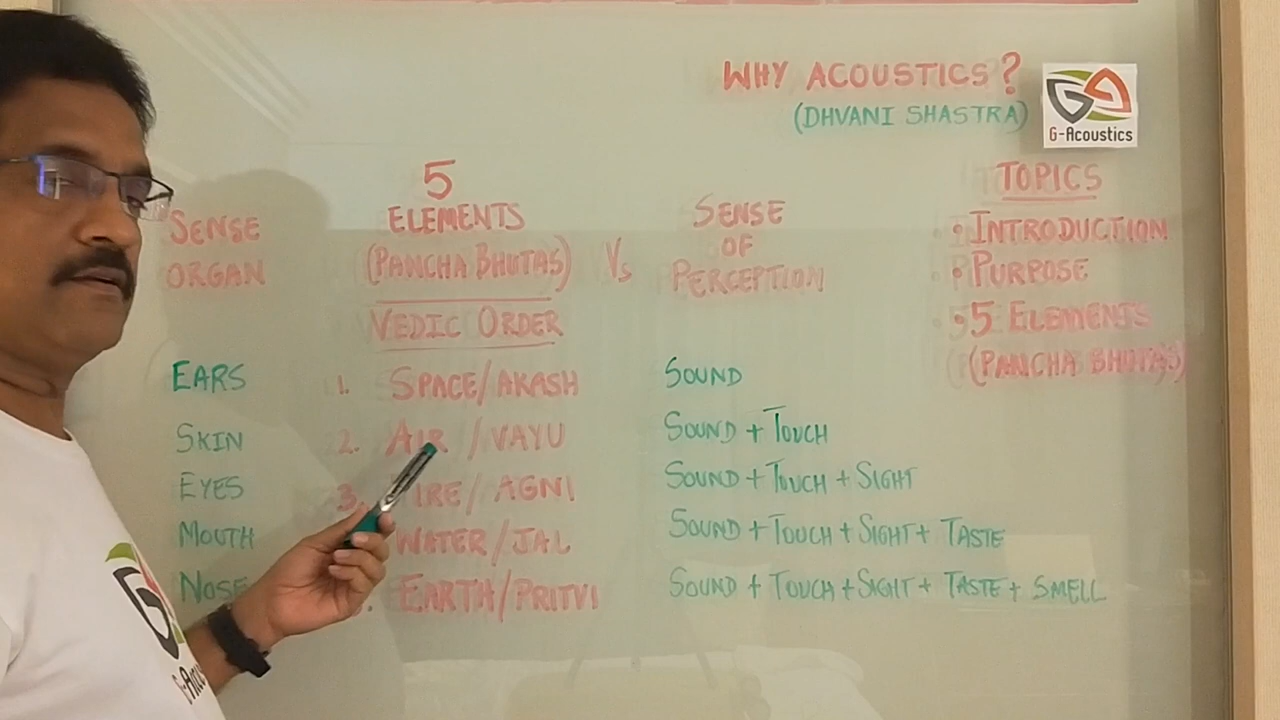 WHY ACOUSTICS?
(DHVANI SHASTRA)
G-Acoustics
SENSE
ORGAN
5
ELEMENTS
(PANCHA BHUTAS)
VEDIC ORDER
Vs
SENSE
OF
PERCEPTION
TOPICS
• INTRODUCTION
• PURPOSE
• 5 ELEMENTS
(PANCHA BHUTAS)
EARS 1. SPACE/AKASH SOUND
SKIN 2. AIR / VAYU SOUND + TOUCH
EYES 3. FIRE/ AGNI SOUND + TOUCH + SIGHT
MOUTH WATER/JAL SOUND + TOUCH + SIGHT + TASTE
NOSE EARTH/PRITVI SOUND + TOUCH + SIGHT + TASTE + SMELL